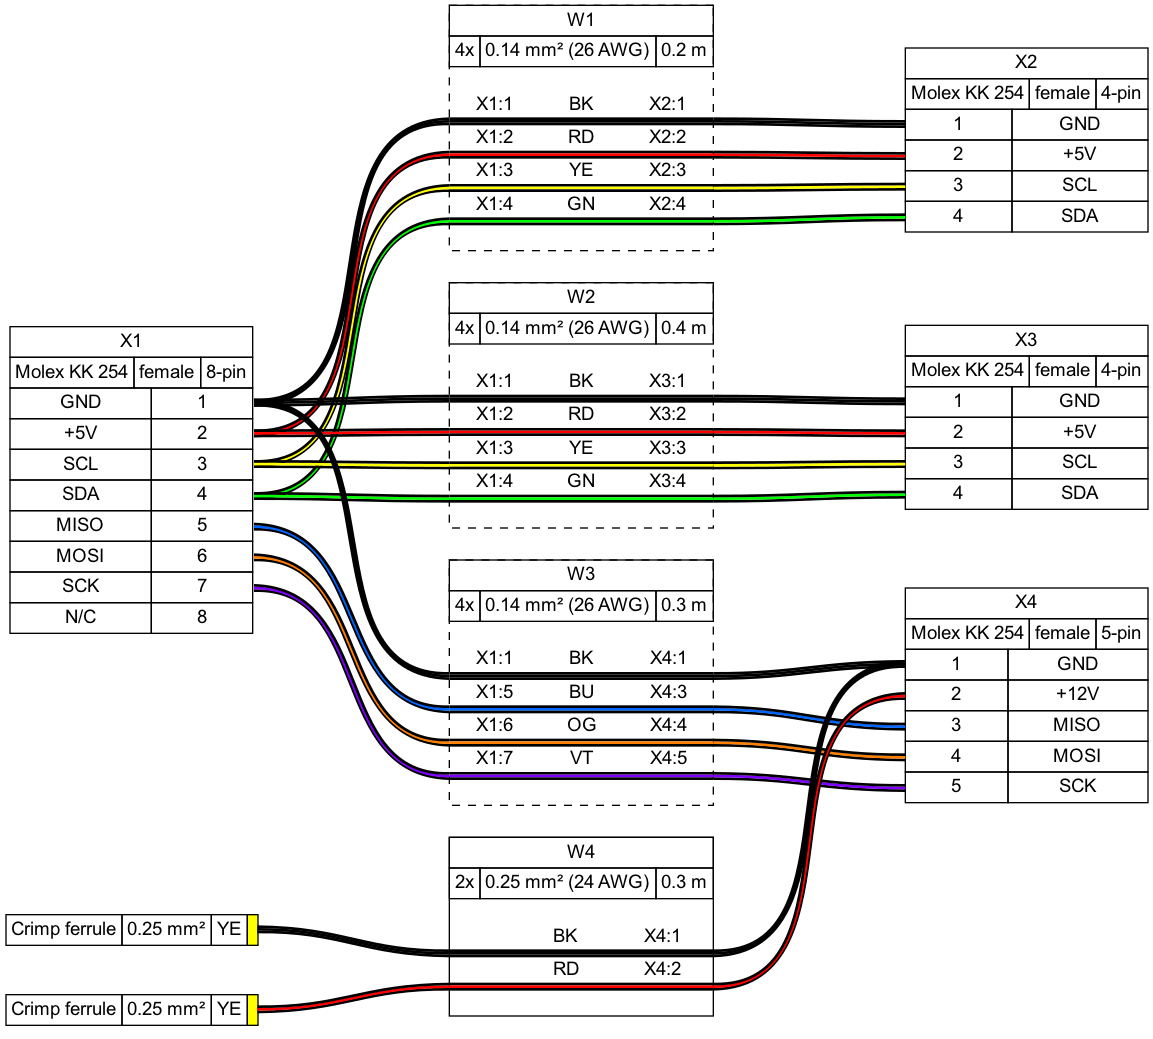 W1
4x 0.14 mm² (26 AWG) 0.2 m
X1:1 BK X2:1
X1:2 RD X2:2
X1:3 YE X2:3
X1:4 GN X2:4
X2
Molex KK 254 female 4-pin
1 GND
2 +5V
3 SCL
4 SDA
W2
4x 0.14 mm² (26 AWG) 0.4 m
X1:1 BK X3:1
X1:2 RD X3:2
X1:3 YE X3:3
X1:4 GN X3:4
X1
Molex KK 254 female 8-pin
GND 1
+5V 2
SCL 3
SDA 4
MISO 5
MOSI 6
SCK 7
N/C 8
X3
Molex KK 254 female 4-pin
1 GND
2 +5V
3 SCL
4 SDA
W3
4x 0.14 mm² (26 AWG) 0.3 m
X1:1 BK X4:1
X1:5 BU X4:3
X1:6 OG X4:4
X1:7 VT X4:5
X4
Molex KK 254 female 5-pin
1 GND
2 +12V
3 MISO
4 MOSI
5 SCK
W4
2x 0.25 mm² (24 AWG) 0.3 m
BK X4:1
RD X4:2
Crimp ferrule 0.25 mm² YE
Crimp ferrule 0.25 mm² YE